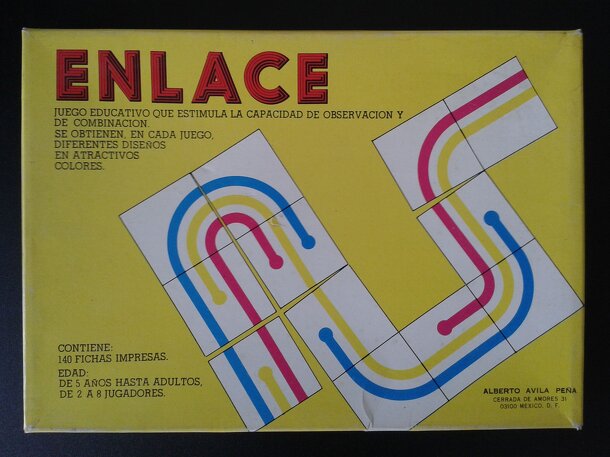 ENLACE
JUEGO EDUCATIVO QUE ESTIMULA LA CAPACIDAD DE OBSERVACION Y
DE COMBINACION.
SE OBTIENEN, EN CADA JUEGO,
DIFERENTES DISEÑOS
EN ATRACTIVOS
COLORES.
CONTIENE:
140 FICHAS IMPRESAS.
EDAD:
DE 5 AÑOS HASTA ADULTOS,
DE 2 A 8 JUGADORES.
ALBERTO AVILA PEÑA
CERRADA DE AMORES 31
03100 MEXICO, D. F.